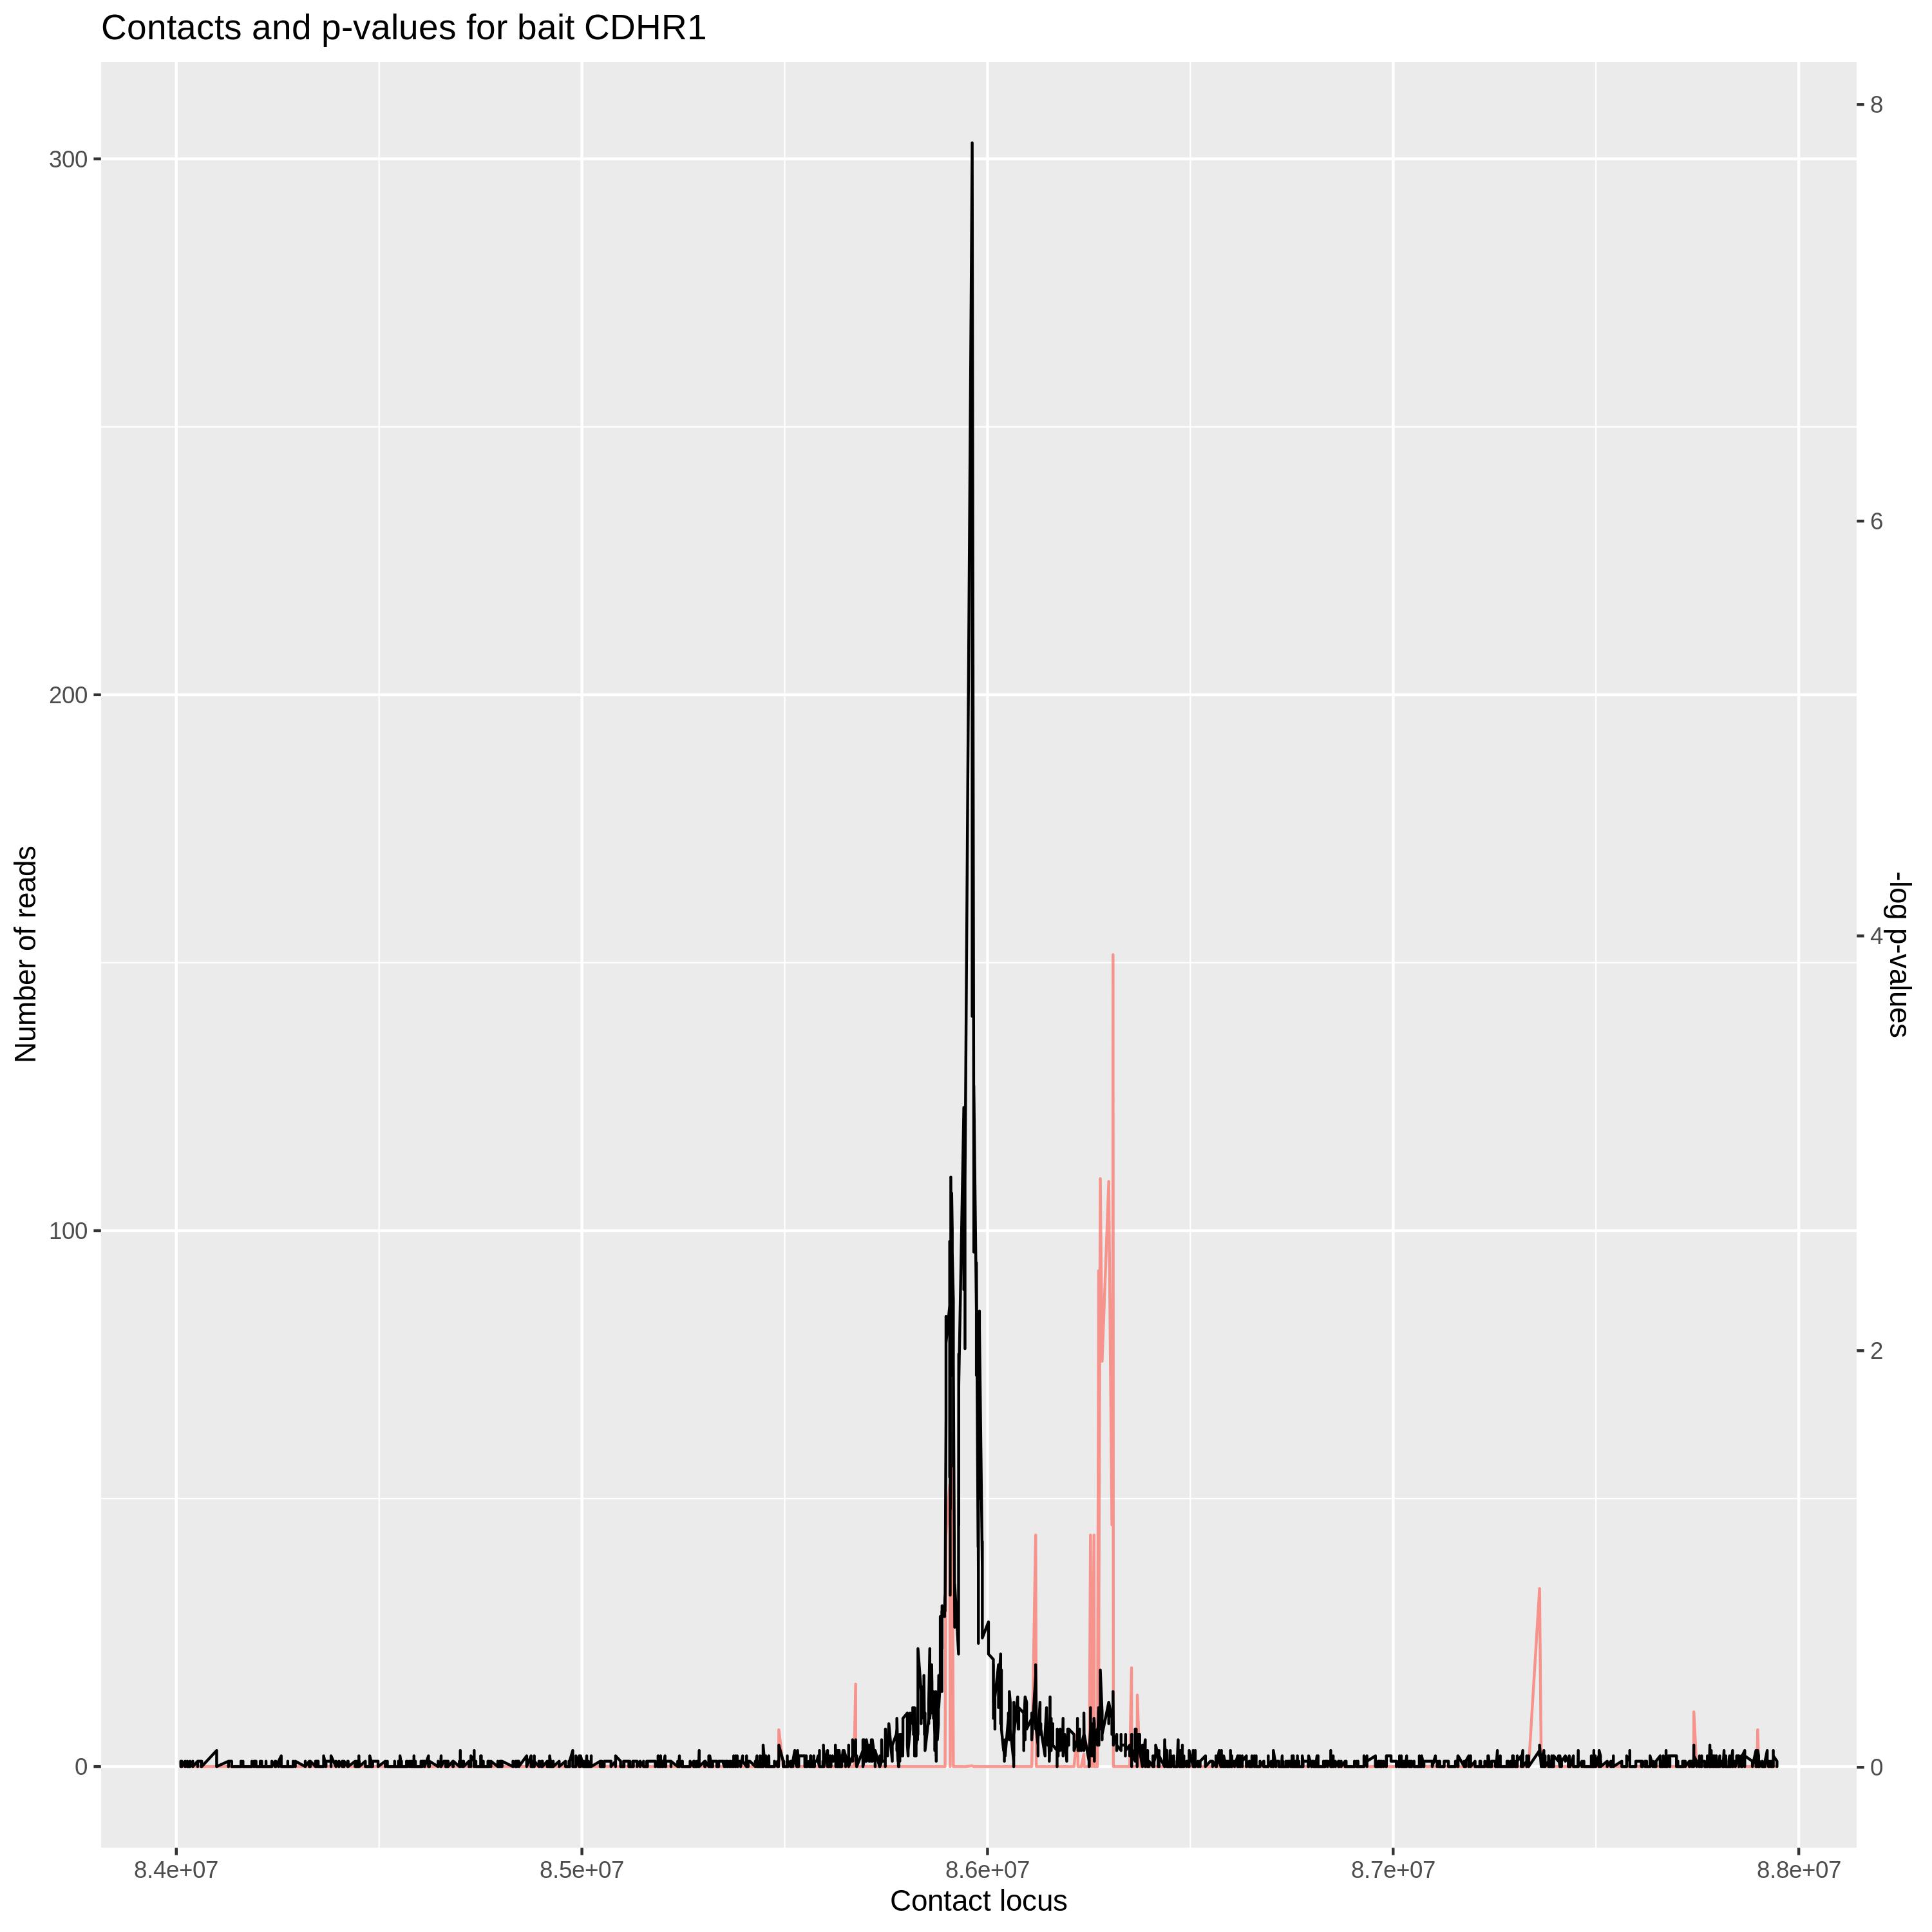 Contacts and p-values for bait CDHR1
300
200
100
0
Number of reads
8
6
4
2
0
-log p-values
8.4e+07
8.5e+07
8.6e+07
8.7e+07
8.8e+07
Contact locus